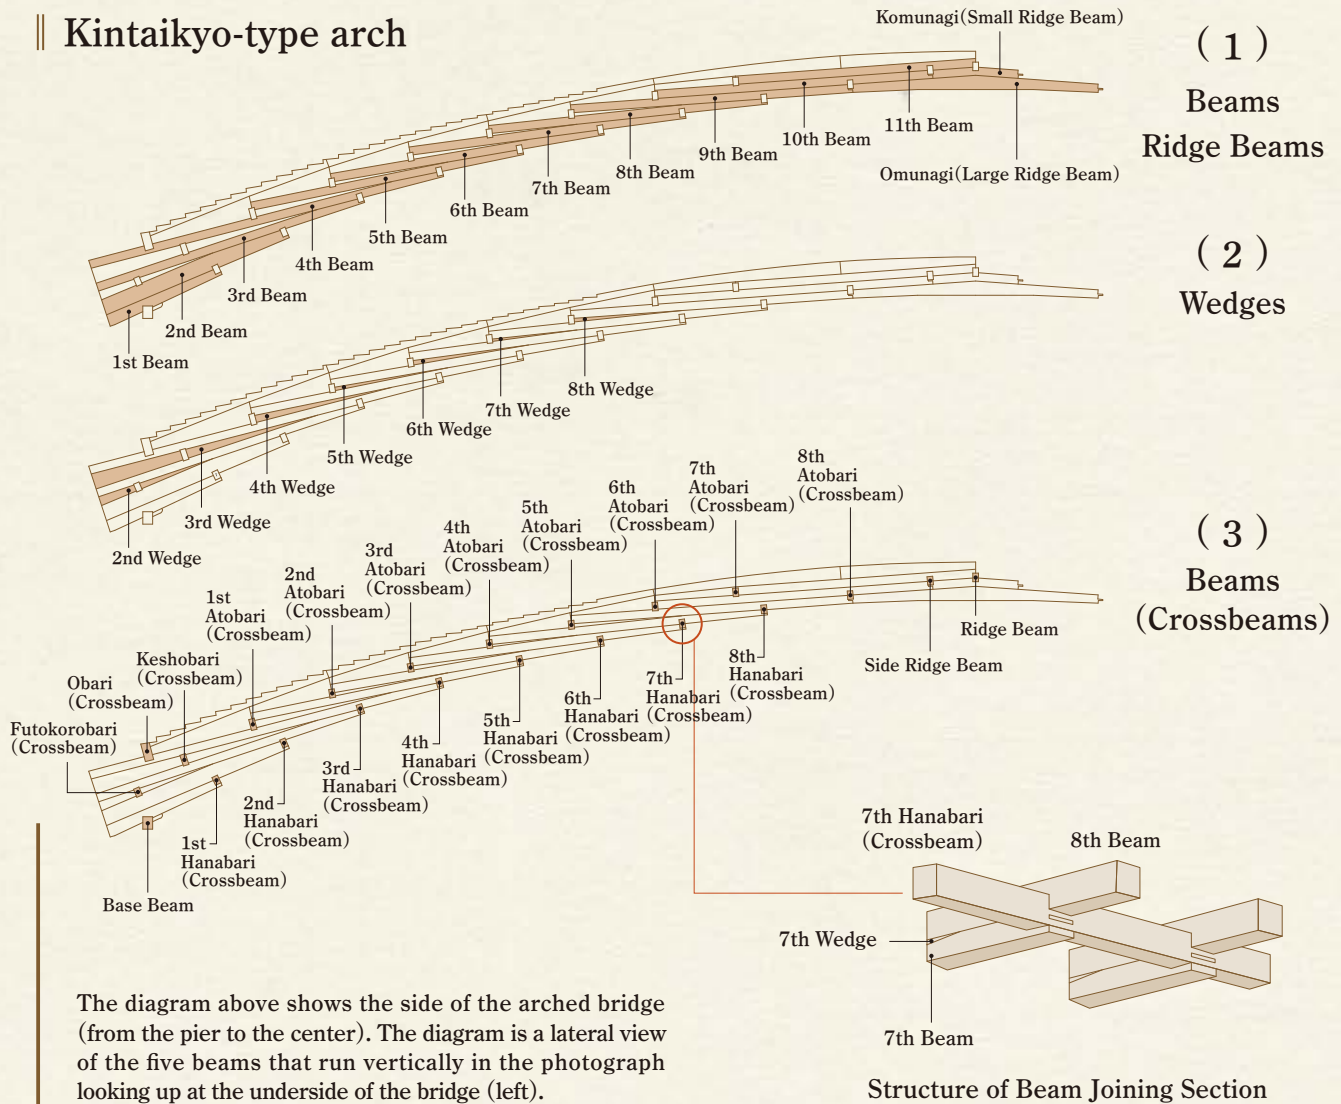 Kintaikyo-type arch
Komunagi(Small Ridge Beam)
( 1 )
Beams
Ridge Beams
11th Beam
10th Beam
9th Beam
Omunagi(Large Ridge Beam)
8th Beam
7th Beam
6th Beam
5th Beam
4th Beam
3rd Beam
2nd Beam
1st Beam
( 2 )
Wedges
8th Wedge
7th Wedge
6th Wedge
5th Wedge
4th Wedge
3rd Wedge
2nd Wedge
( 3 )
Beams
(Crossbeams)
8th
Atobari
(Crossbeam)
7th
Atobari
(Crossbeam)
6th
Atobari
(Crossbeam)
5th
Atobari
(Crossbeam)
4th
Atobari
(Crossbeam)
3rd
Atobari
(Crossbeam)
2nd
Atobari
(Crossbeam)
1st
Atobari
(Crossbeam)
Keshobari
(Crossbeam)
Obari
(Crossbeam)
Futokorobari
(Crossbeam)
Ridge Beam
Side Ridge Beam
8th
Hanabari
(Crossbeam)
7th
Hanabari
(Crossbeam)
6th
Hanabari
(Crossbeam)
5th
Hanabari
(Crossbeam)
4th
Hanabari
(Crossbeam)
3rd
Hanabari
(Crossbeam)
2nd
Hanabari
(Crossbeam)
1st
Hanabari
(Crossbeam)
Base Beam
7th Hanabari
(Crossbeam)
8th Beam
7th Wedge
7th Beam
Structure of Beam Joining Section
The diagram above shows the side of the arched bridge
(from the pier to the center). The diagram is a lateral view
of the five beams that run vertically in the photograph
looking up at the underside of the bridge (left).